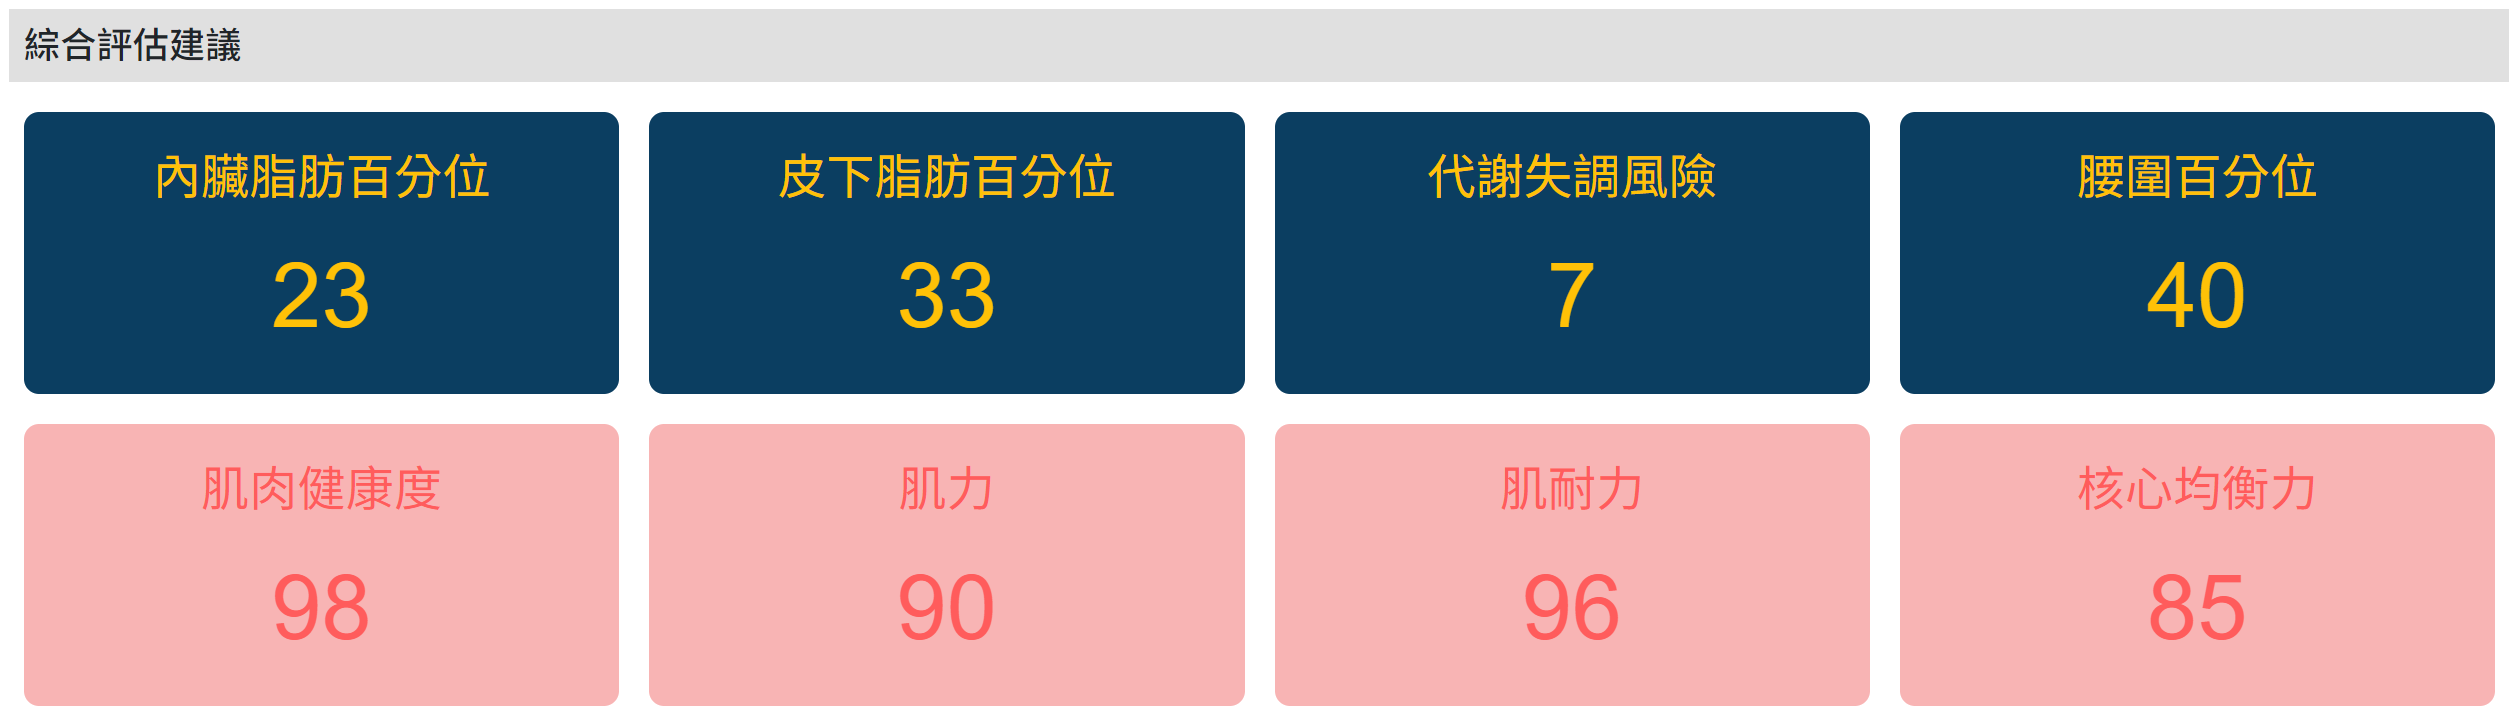 綜合評估建議
內臟脂肪百分位
23
皮下脂肪百分位
33
代謝失調風險
7
腰圍百分位
40
肌肉健康度
98
肌力
90
肌耐力
96
核心均衡力
85